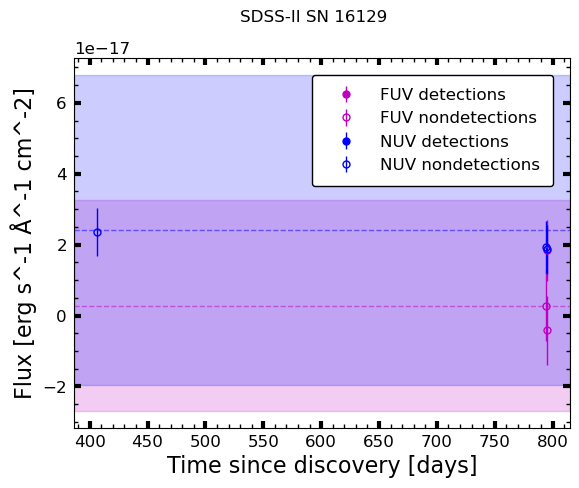 SDSS-II SN 16129
1e−17
FUV detections
FUV nondetections
NUV detections
NUV nondetections
6
4
2
0
−2
Flux [erg s^-1 Å^-1 cm^-2]
400 450 500 550 600 650 700 750 800
Time since discovery [days]